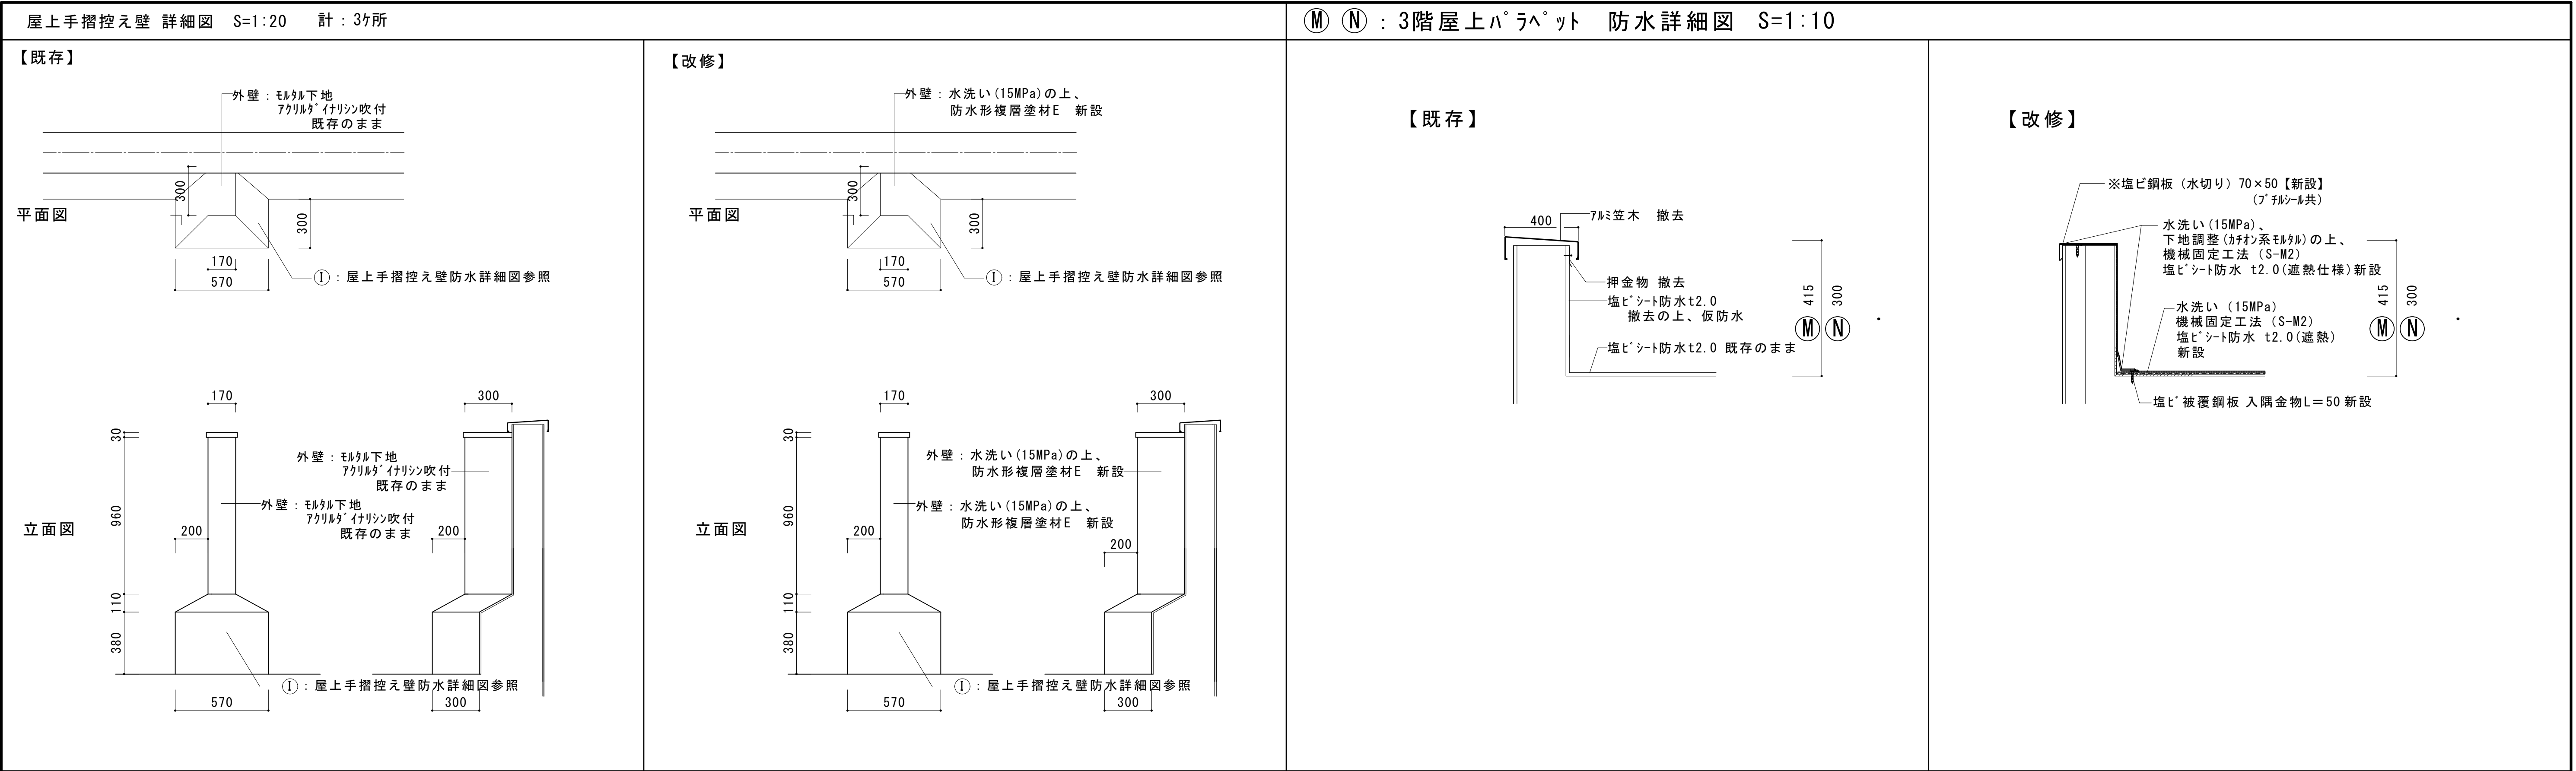 屋上手摺控え壁 詳細図 S=1:20 計：3ｹ所
【既存】
外壁：ﾓﾙﾀﾙ下地
ｱｸﾘﾙﾀﾞｲﾅﾘｼﾝ吹付
既存のまま
300
平面図
300
170
570
Ⓘ：屋上手摺控え壁防水詳細図参照
170
300
30
外壁：ﾓﾙﾀﾙ下地
ｱｸﾘﾙﾀﾞｲﾅﾘｼﾝ吹付
既存のまま
外壁：ﾓﾙﾀﾙ下地
ｱｸﾘﾙﾀﾞｲﾅﾘｼﾝ吹付
既存のまま
960
立面図
200
200
110
380
Ⓘ：屋上手摺控え壁防水詳細図参照
570
300
【改修】
外壁：水洗い(15MPa)の上、
防水形複層塗材E 新設
300
平面図
300
170
570
Ⓘ：屋上手摺控え壁防水詳細図参照
170
300
30
外壁：水洗い(15MPa)の上、
防水形複層塗材E 新設
外壁：水洗い(15MPa)の上、
防水形複層塗材E 新設
960
立面図
200
200
110
380
Ⓘ：屋上手摺控え壁防水詳細図参照
570
300
Ⓜ Ⓝ：3階屋上ﾊﾟﾗﾍﾟｯﾄ 防水詳細図 S=1:10
【既存】
400
ｱﾙﾐ笠木 撤去
押金物 撤去
塩ﾋﾞｼｰﾄ防水t2.0
撤去の上、仮防水
塩ﾋﾞｼｰﾄ防水t2.0 既存のまま
415
300
Ⓜ Ⓝ
【改修】
※塩ビ鋼板（水切り）70×50【新設】
(ﾌﾞﾁﾙｼｰﾙ共)
水洗い(15MPa)、
下地調整(ｶﾁｵﾝ系ﾓﾙﾀﾙ)の上、
機械固定工法（S-M2）
塩ﾋﾞｼｰﾄ防水 t2.0(遮熱仕様)新設
水洗い（15MPa）
機械固定工法（S-M2）
塩ﾋﾞｼｰﾄ防水 t2.0(遮熱)
新設
塩ﾋﾞ被覆鋼板 入隅金物L＝50 新設
415
300
Ⓜ Ⓝ